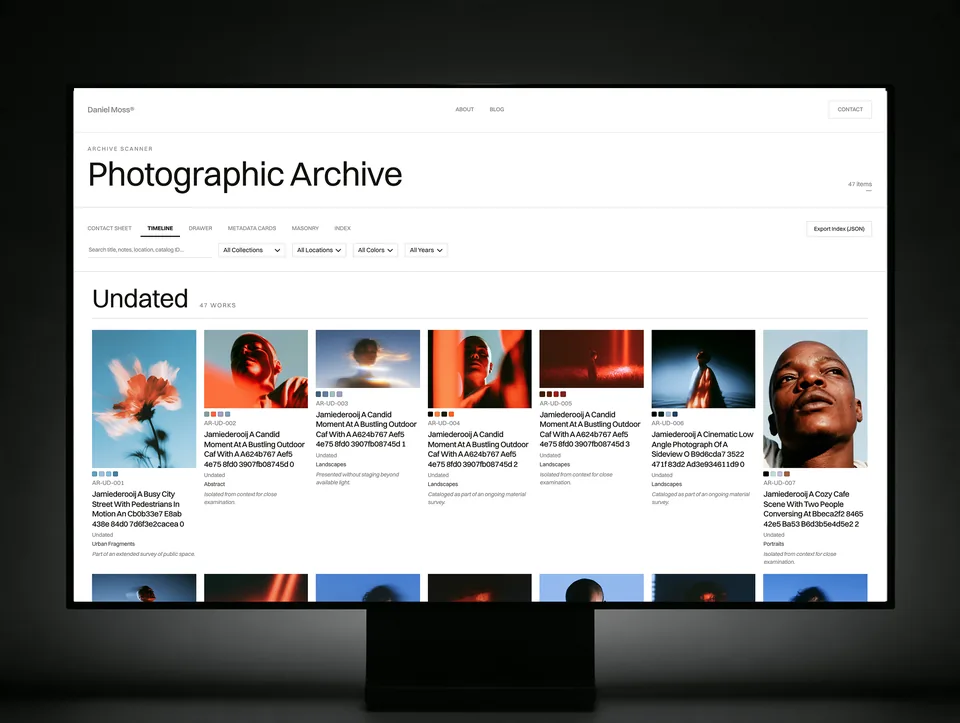 Daniel Moss®
ABOUT
BLOG
CONTACT
ARCHIVE SCANNER
Photographic Archive
47 items
CONTACT SHEET
TIMELINE
DRAWER
METADATA CARDS
MASONRY
INDEX
Export Index (JSON)
Search title, notes, location, catalog ID...
All Collections
All Locations
All Colors
All Years
Undated
47 WORKS
AR-UD-001
Jamiederooij A Busy City
Street With Pedestrians In
Motion An Cb0b33e7 E8ab
438e 84d0 7d6f3e2cacea 0
Undated
Urban Fragments
Part of an extended survey of public space.
AR-UD-002
Jamiederooij A Candid
Moment At A Bustling Outdoor
Caf With A A624b767 Aef5
4e75 8fd0 3907fb08745d 0
Undated
Abstract
Isolated from context for close
examination.
AR-UD-003
Jamiederooij A Candid
Moment At A Bustling Outdoor
Caf With A A624b767 Aef5
4e75 8fd0 3907fb08745d 1
Undated
Landscapes
Presented without staging beyond
available light.
AR-UD-004
Jamiederooij A Candid
Moment At A Bustling Outdoor
Caf With A A624b767 Aef5
4e75 8fd0 3907fb08745d 2
Undated
Landscapes
Cataloged as part of an ongoing material
survey.
AR-UD-005
Jamiederooij A Candid
Moment At A Bustling Outdoor
Caf With A A624b767 Aef5
4e75 8fd0 3907fb08745d 3
Undated
Landscapes
Isolated from context for close
examination.
AR-UD-006
Jamiederooij A Cinematic Low
Angle Photograph Of A
Sideview O B9d6cda7 3522
471f 83d2 Ad3e934611d9 0
Undated
Landscapes
Cataloged as part of an ongoing material
survey.
AR-UD-007
Jamiederooij A Cozy Cafe
Scene With Two People
Conversing At Bbeca2f2 8465
42e5 Ba53 B6d3b5e4d5e2 2
Undated
Portraits
Isolated from context for close
examination.